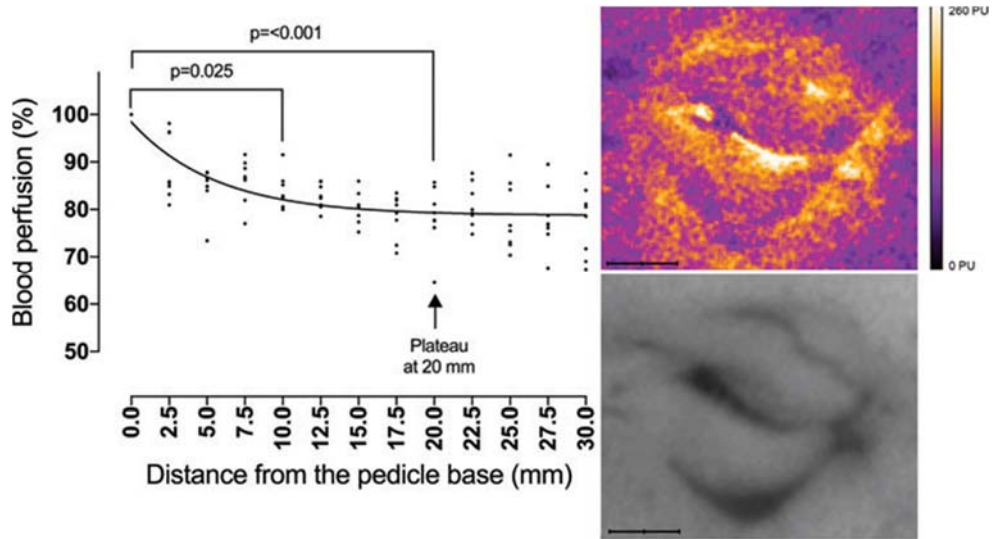 p=<0.001
p=0.025
Blood perfusion (%)
100
90
80
70
60
50
Plateau
at 20 mm
0.0
2.5
5.0
7.5
10.0
12.5
15.0
17.5
20.0
22.5
25.0
27.5
30.0
Distance from the pedicle base (mm)
260 PU
0 PU